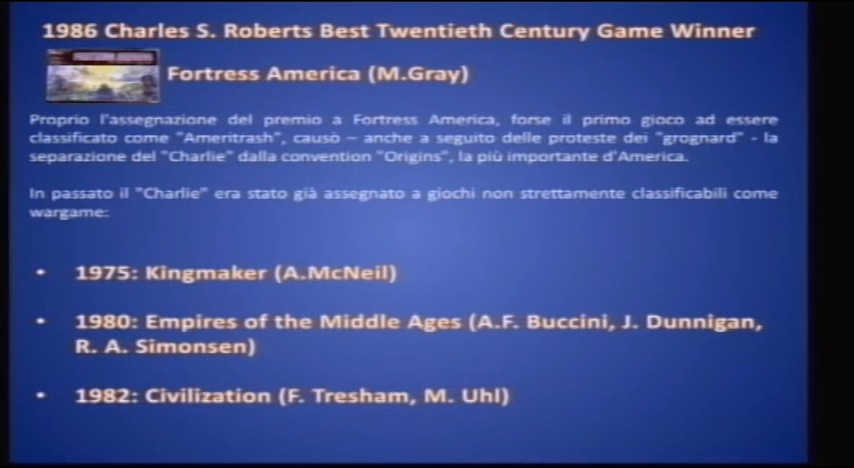 1986 Charles S. Roberts Best Twentieth Century Game Winner
Fortress America (M.Gray)
Proprio l'assegnazione del premio a Fortress America, forse il primo gioco ad essere
classificato come "Ameritrash", causò – anche a seguito delle proteste dei "grognard" - la
separazione del "Charlie" dalla convention "Origins", la più importante d'America.
In passato il "Charlie" era stato già assegnato a giochi non strettamente classificabili come
wargame:
• 1975: Kingmaker (A.McNeil)
• 1980: Empires of the Middle Ages (A.F. Buccini, J. Dunnigan,
R. A. Simonsen)
• 1982: Civilization (F. Tresham, M. Uhl)